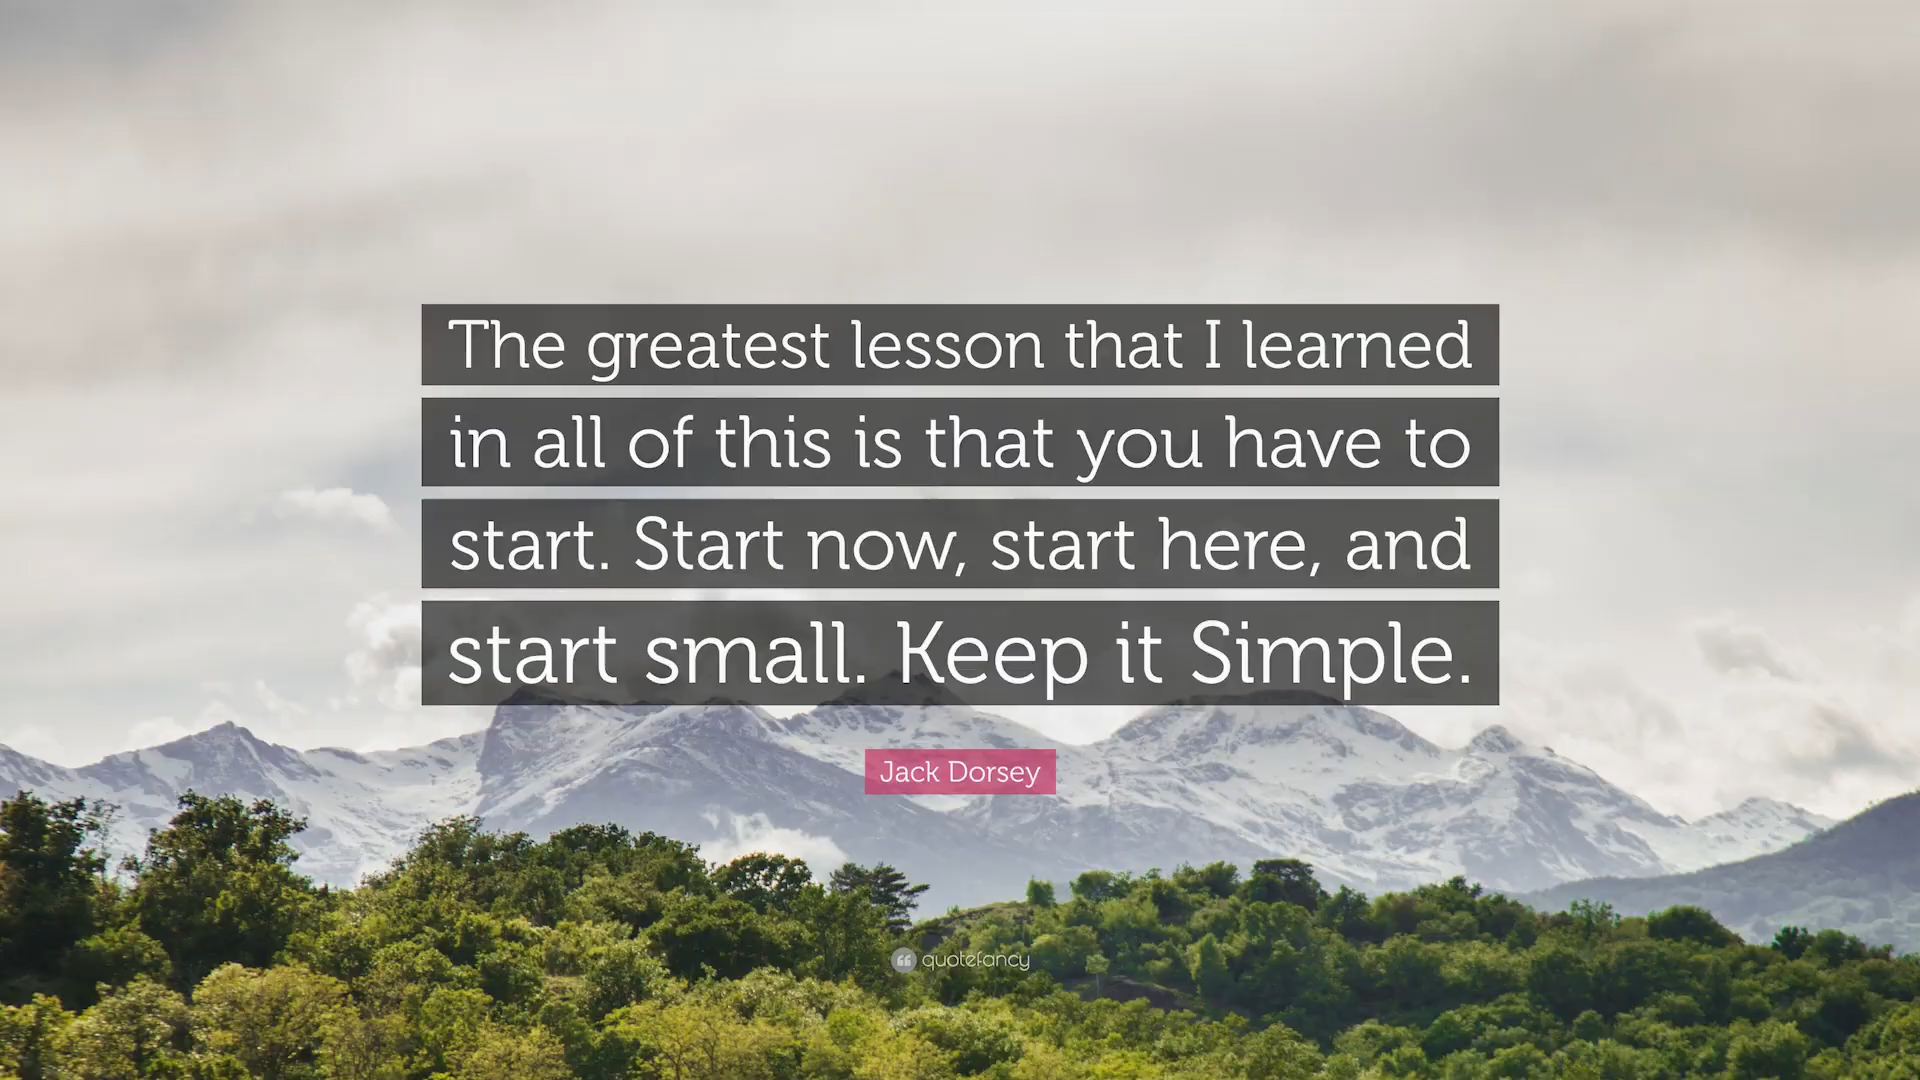 The greatest lesson that I learned
in all of this is that you have to
start. Start now, start here, and
start small. Keep it Simple.
Jack Dorsey
quotefancy